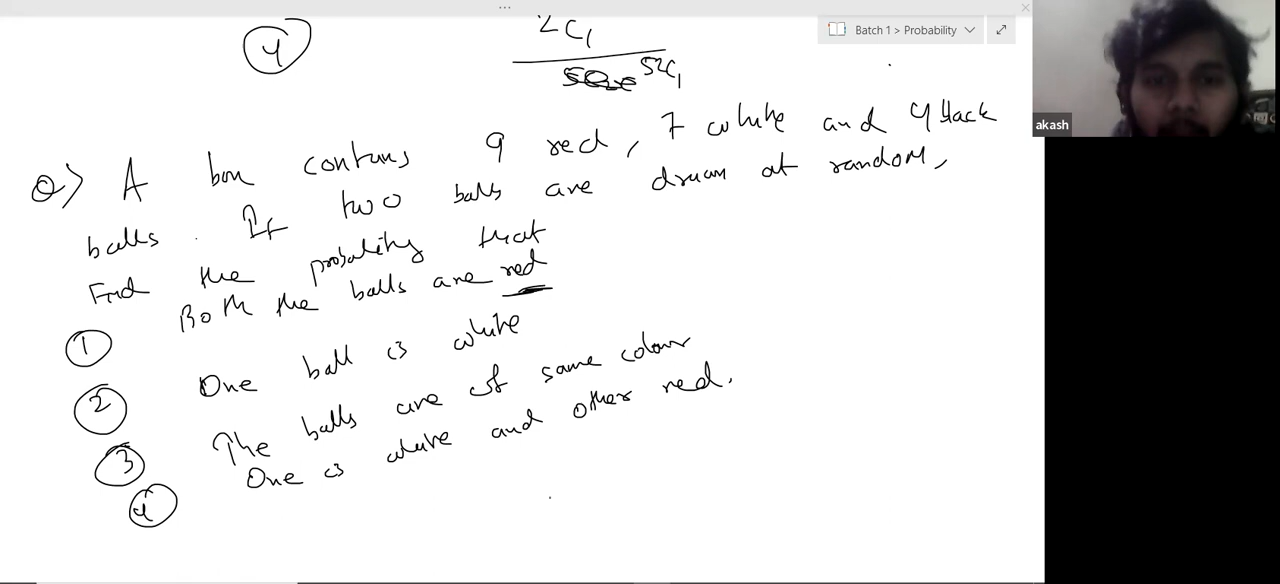 Batch 1 > Probability
akash
4
2C1
52C1
Q) A box contains 9 red, 7 white and 4 black
balls. If two balls are drawn at random,
Find the probality that
1 Both the balls are red
2 One ball is white
3 The balls are of same colour
4 One is white and other red.